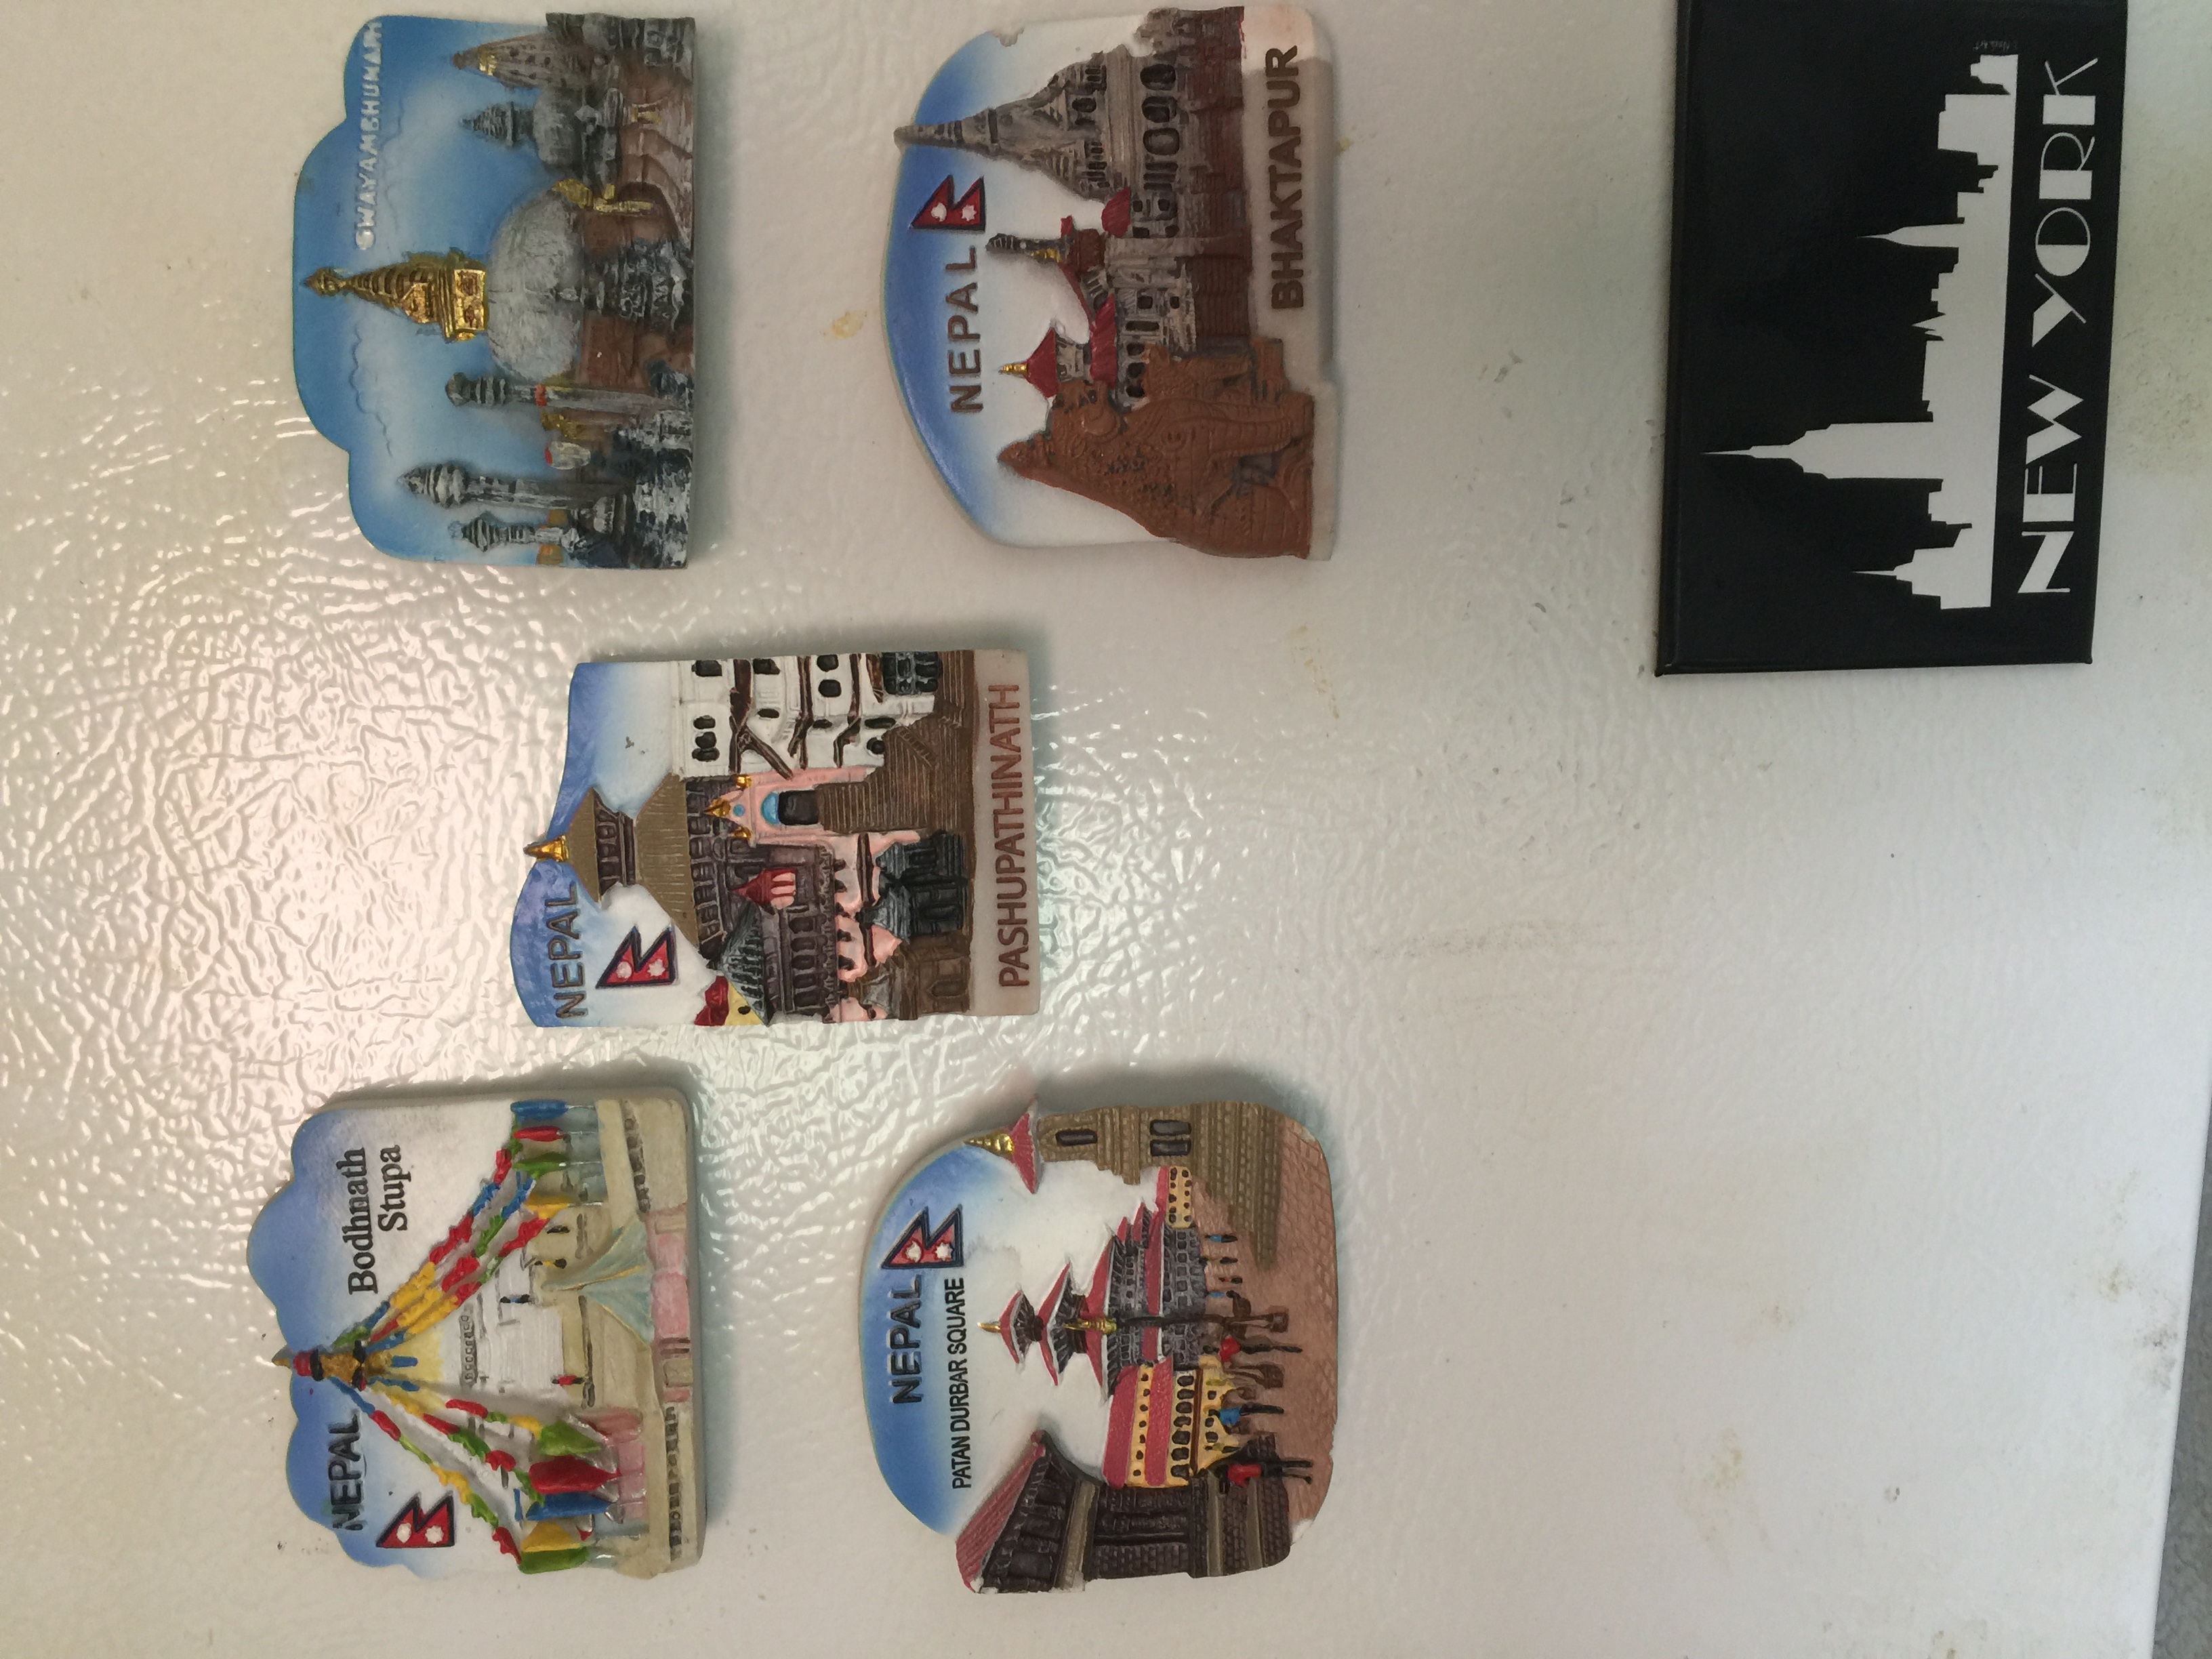 NEPAL
Bodhnath
Stupa
SWAYAMBHUNATH
NEPAL
PASHUPATHINATH
NEPAL
PATAN DURBAR SQUARE
NEPAL
BHAKTAPUR
NEW YORK